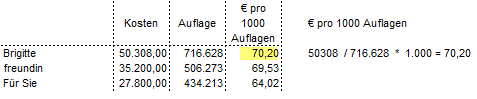 € pro
Kosten Auflage 1000 € pro 1000 Auflagen
Auflagen
Brigitte 50.308,00 716.628 70,20 50308 / 716.628 * 1.000 = 70,20
freundin 35.200,00 506.273 69,53
Für Sie 27.800,00 434.213 64,02